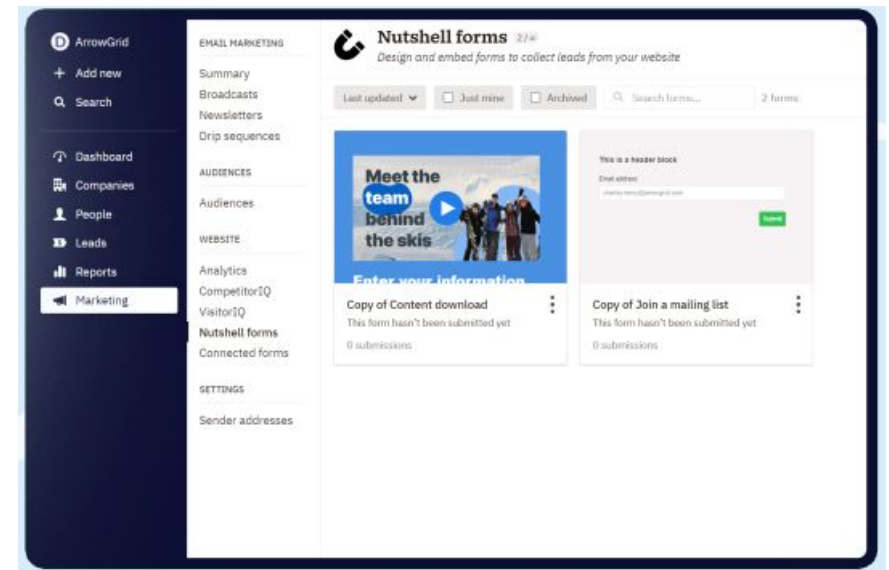 ArrowGrid
Add new
Search
Dashboard
Companies
People
Leads
Reports
Marketing
EMAIL MARKETING
Summary
Broadcasts
Newsletters
Drip sequences
AUDIENCES
Audiences
WEBSITE
Analytics
CompetitorIQ
VisitorIQ
Nutshell forms
Connected forms
SETTINGS
Sender addresses
Nutshell forms 2/∞
Design and embed forms to collect leads from your website
Last updated
Just mine
Archived
Search forms...
2 forms
Meet the
team
behind
the skis
Enter your information
Copy of Content download
This form hasn't been submitted yet
0 submissions
This is a header block
Email address
Submit
Copy of Join a mailing list
This form hasn't been submitted yet
0 submissions